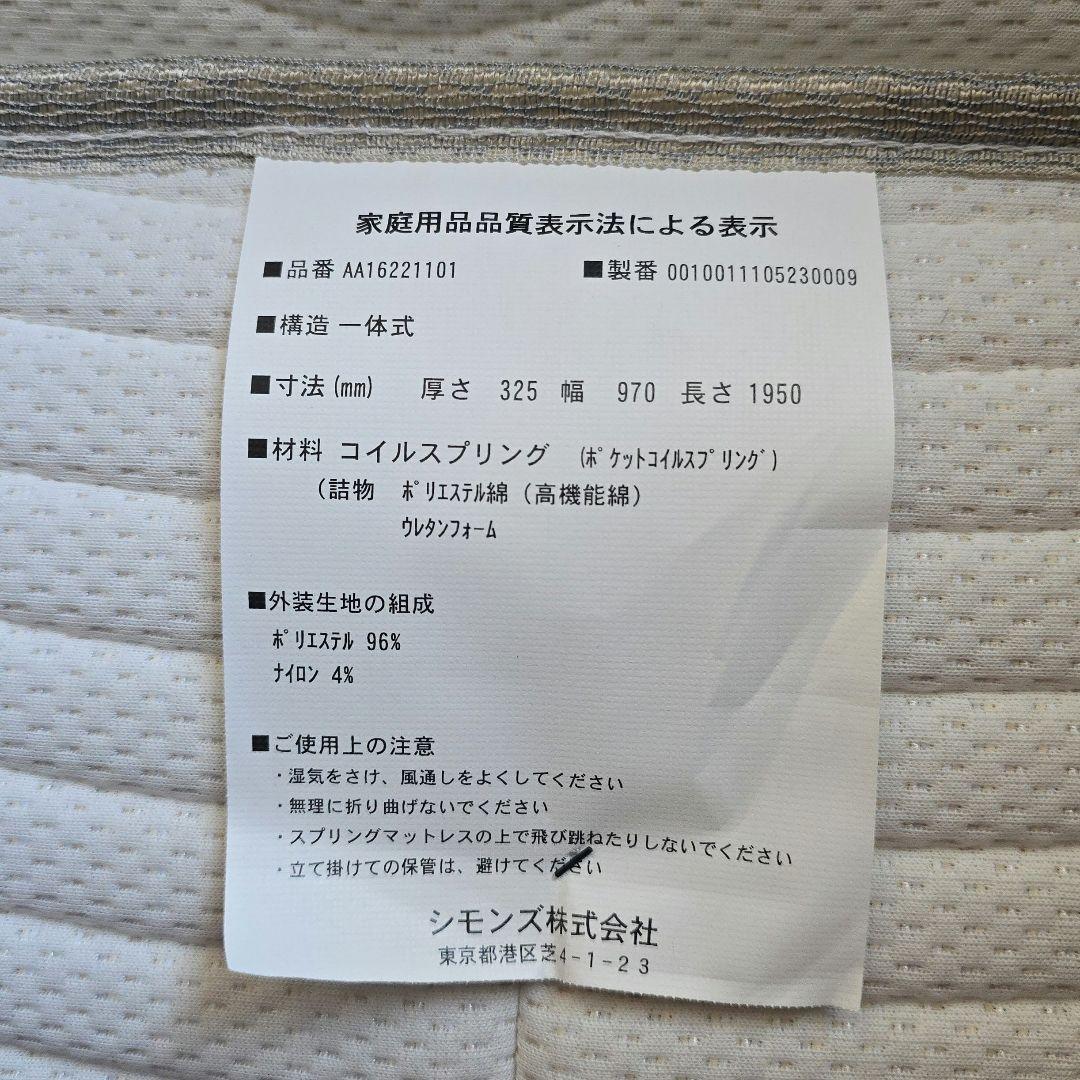 家庭用品品質表示法による表示
■品番 AA16221101 ■製番 0010011105230009
■構造 一体式
■寸法(mm) 厚さ 325 幅 970 長さ 1950
■材料 コイルスプリング (ﾎﾟｹｯﾄコイルｽﾌﾟﾘﾝｸﾞ)
(詰物 ﾎﾟﾘｴｽﾃﾙ綿(高機能綿)
ｳﾚﾀﾝﾌｫｰﾑ
■外装生地の組成
ﾎﾟﾘｴｽﾃﾙ 96%
ﾅｲﾛﾝ 4%
■ご使用上の注意
・湿気をさけ、風通しをよくしてください
・無理に折り曲げないでください
・スプリングマットレスの上で飛び跳ねたりしないでください
・立て掛けての保管は、避けてください
シモンズ株式会社
東京都港区芝4-1-23